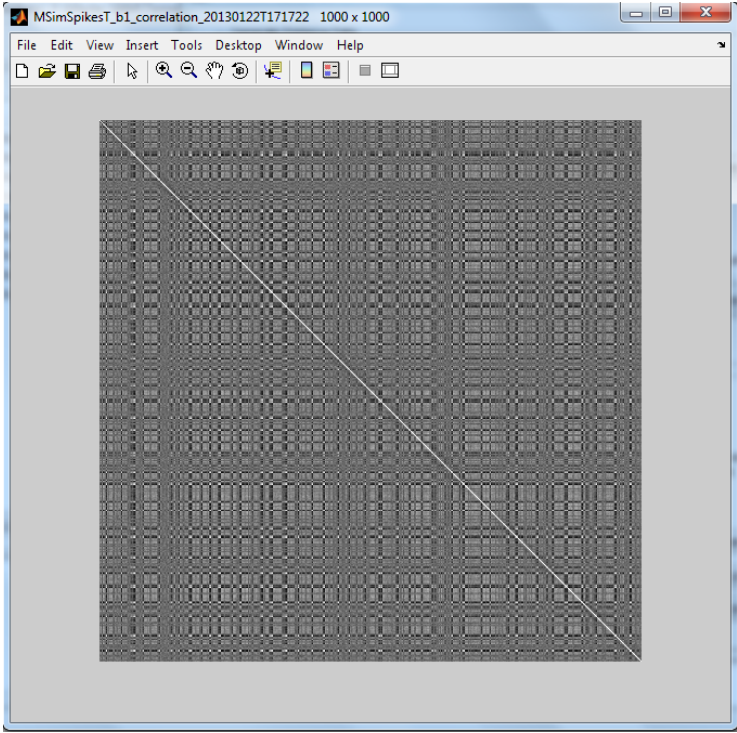 MSimSpikesT_b1_correlation_20130122T171722 1000 x 1000
File Edit View Insert Tools Desktop Window Help